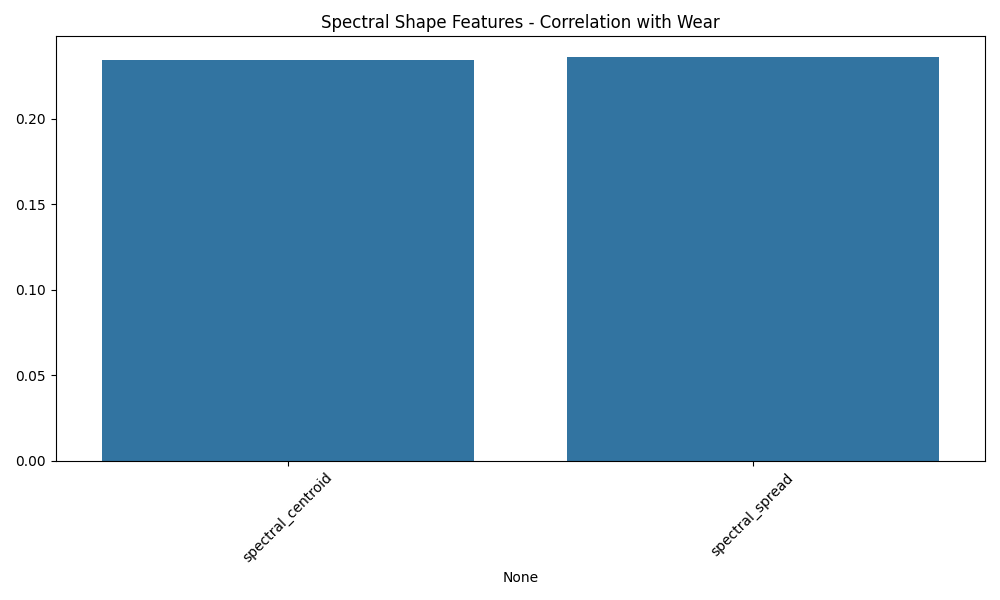 Spectral Shape Features - Correlation with Wear
0.20
0.15
0.10
0.05
0.00
spectral_centroid
spectral_spread
None